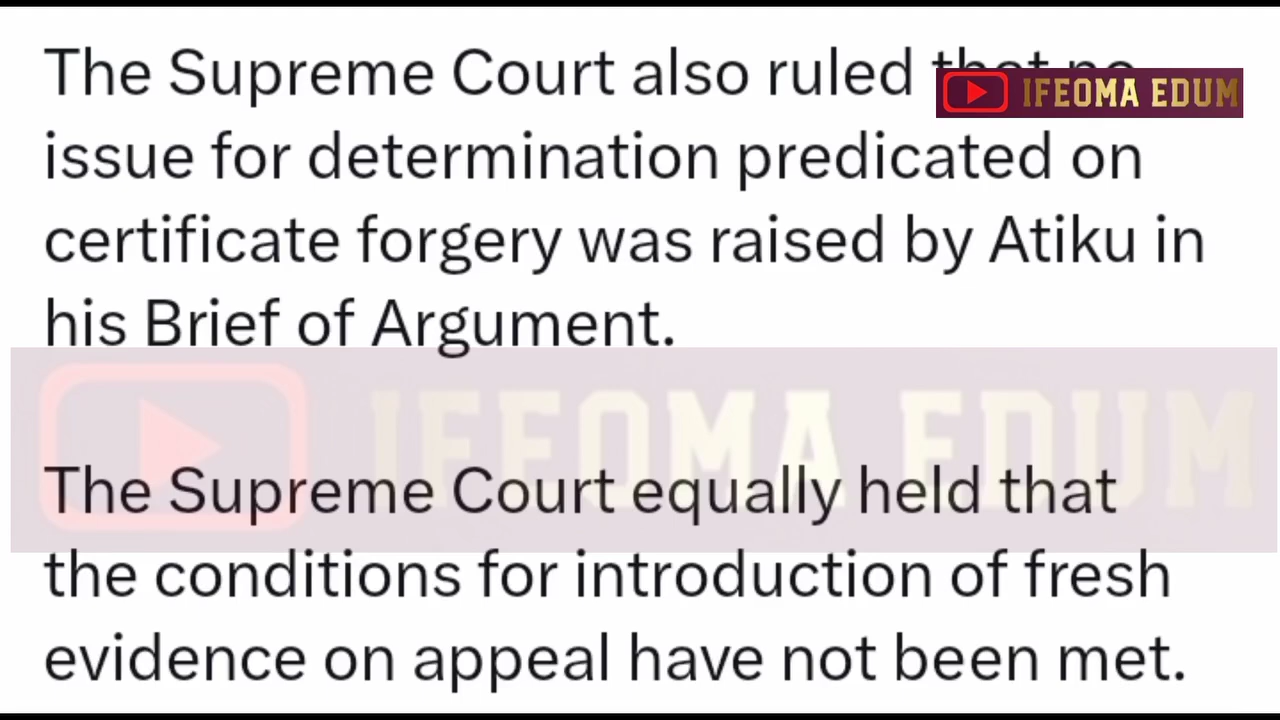 The Supreme Court also ruled that no
IFEOMA EDUM
issue for determination predicated on
certificate forgery was raised by Atiku in
his Brief of Argument.
IFEOMA EDUM
The Supreme Court equally held that
the conditions for introduction of fresh
evidence on appeal have not been met.